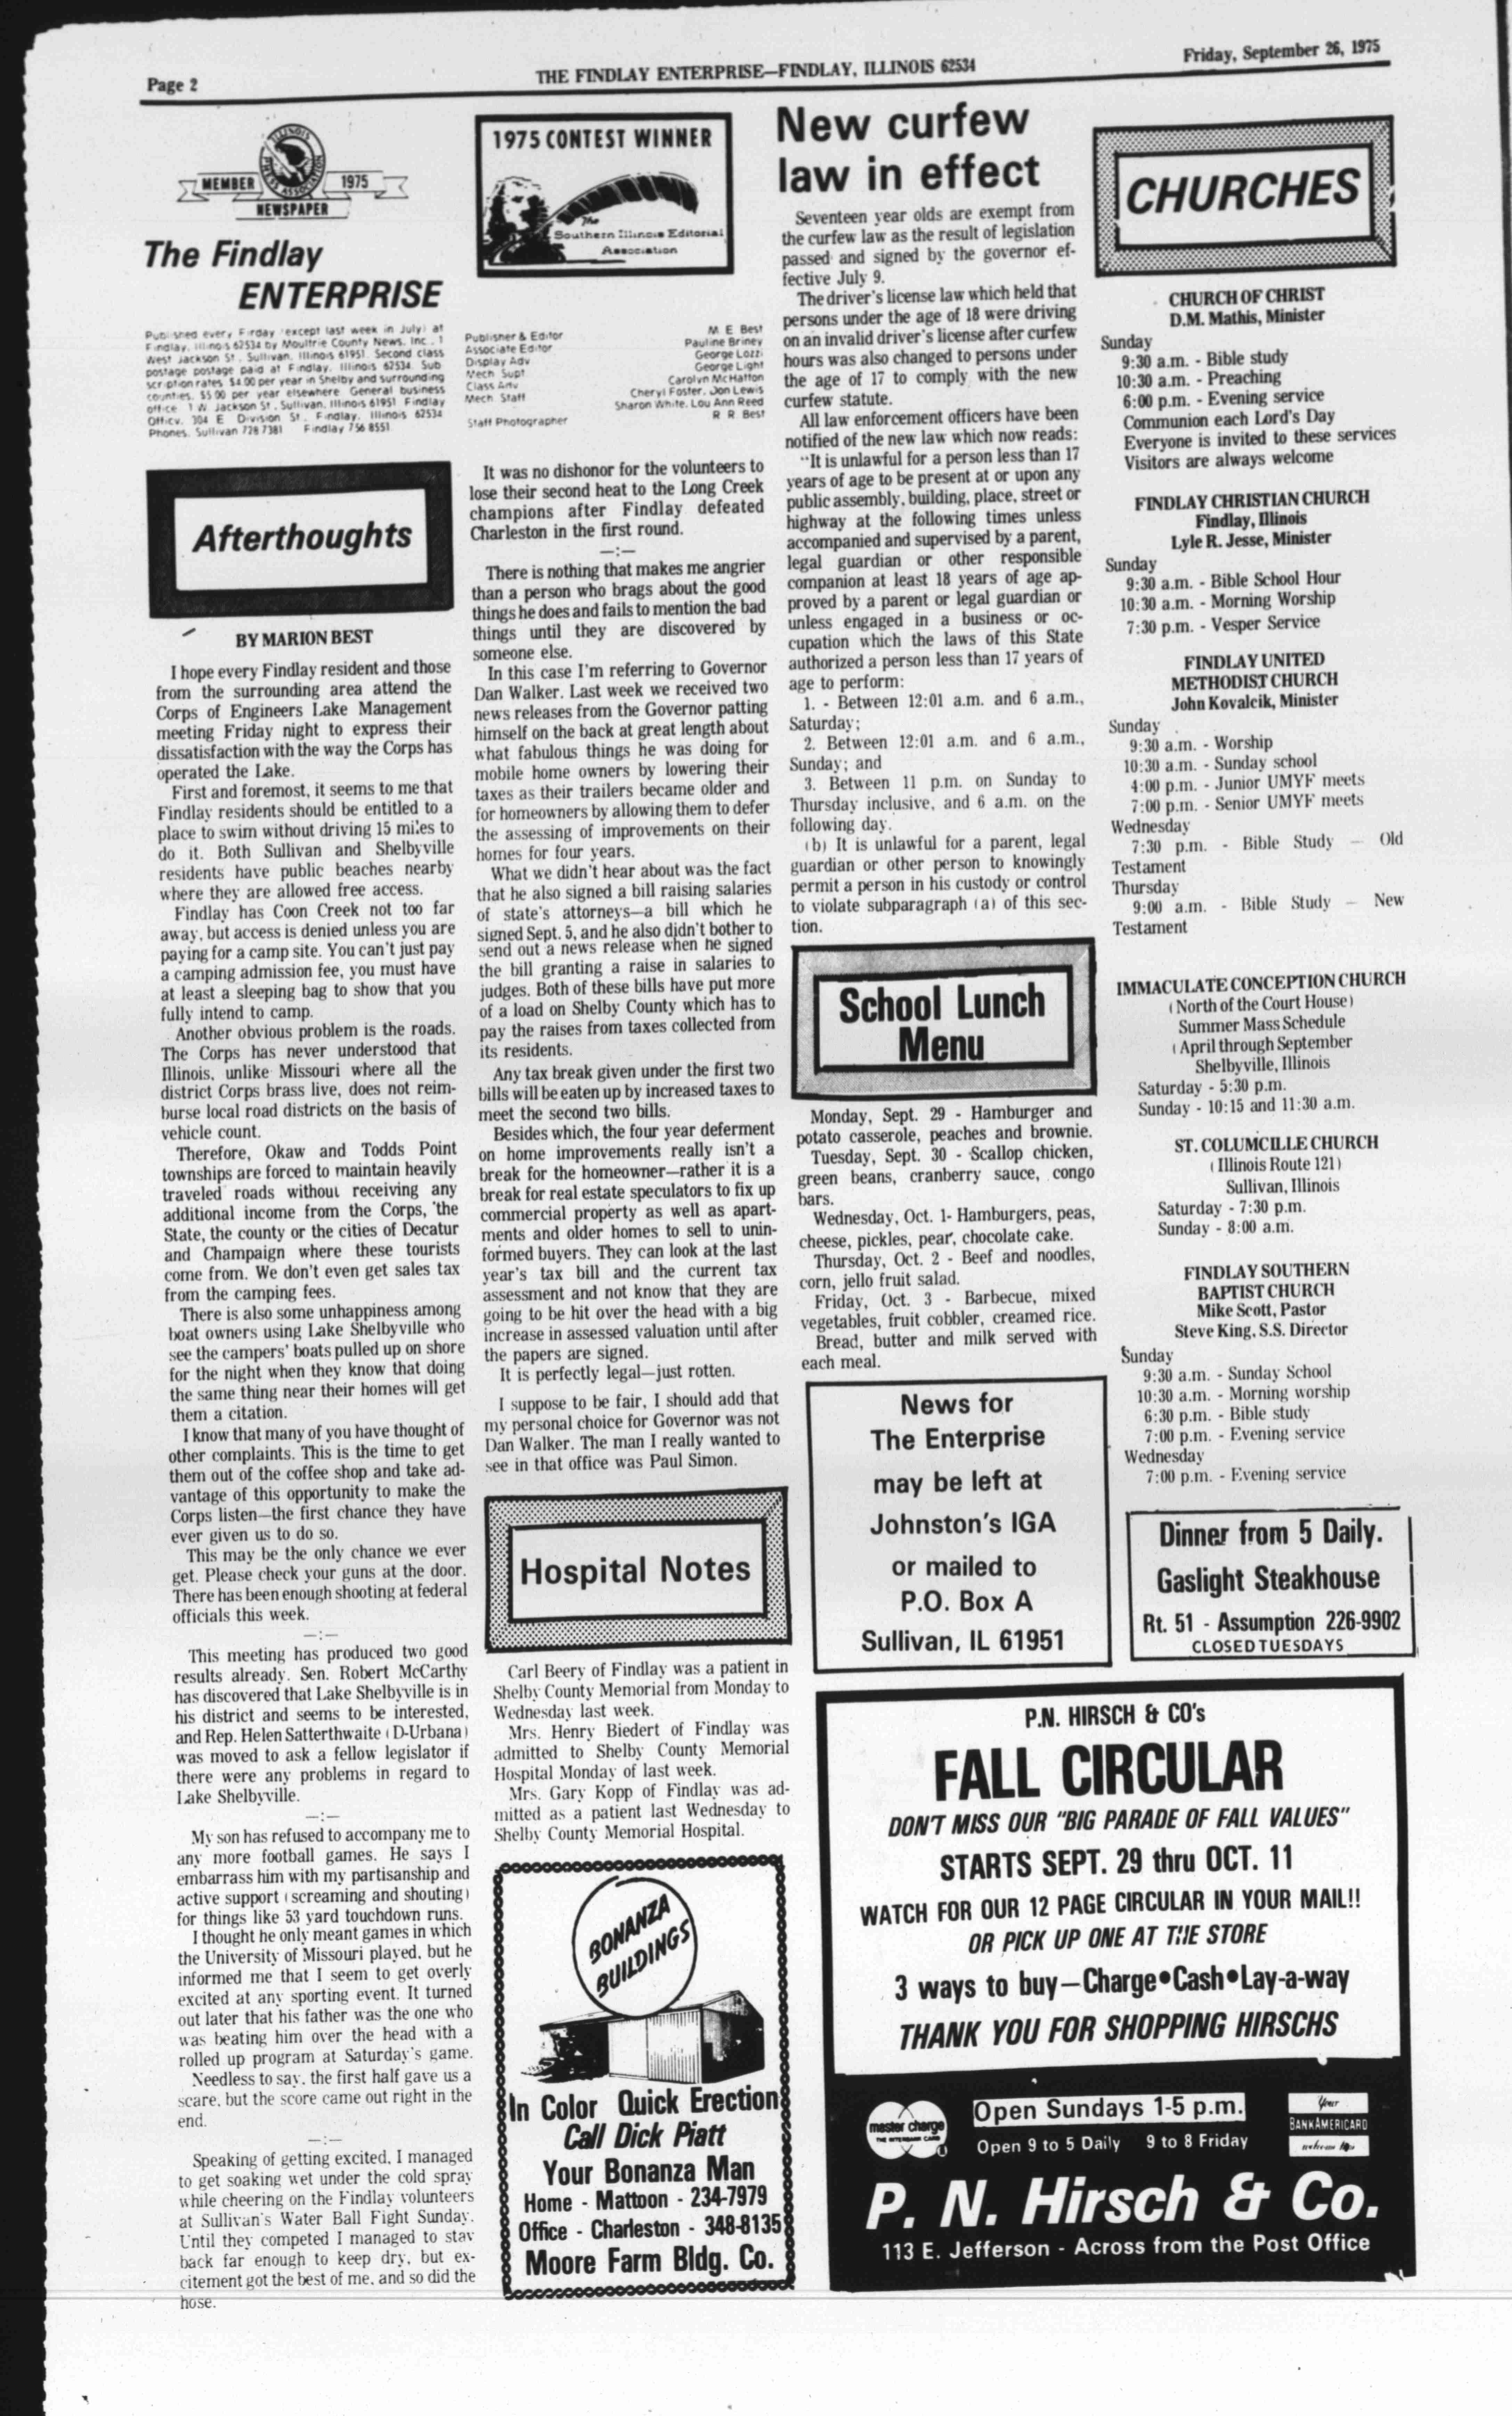 Page 2
THE FINDLAY ENTERPRISE—FINDLAY, ILLINOIS 62534
Friday, September 26, 1975
ILLINOIS
PRESS ASSOCIATION
MEMBER
1975
NEWSPAPER
The Findlay
ENTERPRISE
Published every Firday (except last week in July) at
Findlay, Illinois 62534 by Moultrie County News, Inc., 1
West Jackson St., Sullivan, Illinois 61951. Second class
postage postage paid at Findlay, Illinois 62534. Sub
scription rates $4.00 per year in Shelby and surrounding
counties, $5.00 per year elsewhere. General business
office 1 W. Jackson St., Sullivan, Illinois 61951 Findlay
Officv. 304 E. Division St., Findlay, Illinois 62534
Phones, Sullivan 728 7381 Findlay 756 8551
Afterthoughts
BY MARION BEST
I hope every Findlay resident and those
from the surrounding area attend the
Corps of Engineers Lake Management
meeting Friday night to express their
dissatisfaction with the way the Corps has
operated the Lake.
First and foremost, it seems to me that
Findlay residents should be entitled to a
place to swim without driving 15 miles to
do it. Both Sullivan and Shelbyville
residents have public beaches nearby
where they are allowed free access.
Findlay has Coon Creek not too far
away, but access is denied unless you are
paying for a camp site. You can't just pay
a camping admission fee, you must have
at least a sleeping bag to show that you
fully intend to camp.
Another obvious problem is the roads.
The Corps has never understood that
Illinois, unlike Missouri where all the
district Corps brass live, does not reim-
burse local road districts on the basis of
vehicle count.
Therefore, Okaw and Todds Point
townships are forced to maintain heavily
traveled roads without receiving any
additional income from the Corps, the
State, the county or the cities of Decatur
and Champaign where these tourists
come from. We don't even get sales tax
from the camping fees.
There is also some unhappiness among
boat owners using Lake Shelbyville who
see the campers' boats pulled up on shore
for the night when they know that doing
the same thing near their homes will get
them a citation.
I know that many of you have thought of
other complaints. This is the time to get
them out of the coffee shop and take ad-
vantage of this opportunity to make the
Corps listen—the first chance they have
ever given us to do so.
This may be the only chance we ever
get. Please check your guns at the door.
There has been enough shooting at federal
officials this week.
—:—
This meeting has produced two good
results already. Sen. Robert McCarthy
has discovered that Lake Shelbyville is in
his district and seems to be interested,
and Rep. Helen Satterthwaite (D-Urbana)
was moved to ask a fellow legislator if
there were any problems in regard to
Lake Shelbyville.
—:—
My son has refused to accompany me to
any more football games. He says I
embarrass him with my partisanship and
active support (screaming and shouting)
for things like 53 yard touchdown runs.
I thought he only meant games in which
the University of Missouri played, but he
informed me that I seem to get overly
excited at any sporting event. It turned
out later that his father was the one who
was beating him over the head with a
rolled up program at Saturday's game.
Needless to say, the first half gave us a
scare, but the score came out right in the
end.
—:—
Speaking of getting excited, I managed
to get soaking wet under the cold spray
while cheering on the Findlay volunteers
at Sullivan's Water Ball Fight Sunday.
Until they competed I managed to stav
back far enough to keep dry, but ex-
citement got the best of me, and so did the
hose.
1975 CONTEST WINNER
The
Southern Illinois Editorial
Association
Publisher & Editor M E Best
Associate Editor Pauline Briney
Display Adv George Lozzi
Mech Supt George Light
Class Adv Carolyn McHatton
Mech Staff Cheryl Foster, Don Lewis
Sharon White, Lou Ann Reed
Staff Photographer R R Best
It was no dishonor for the volunteers to
lose their second heat to the Long Creek
champions after Findlay defeated
Charleston in the first round.
—:—
There is nothing that makes me angrier
than a person who brags about the good
things he does and fails to mention the bad
things until they are discovered by
someone else.
In this case I'm referring to Governor
Dan Walker. Last week we received two
news releases from the Governor patting
himself on the back at great length about
what fabulous things he was doing for
mobile home owners by lowering their
taxes as their trailers became older and
for homeowners by allowing them to defer
the assessing of improvements on their
homes for four years.
What we didn't hear about was the fact
that he also signed a bill raising salaries
of state's attorneys—a bill which he
signed Sept. 5, and he also didn't bother to
send out a news release when he signed
the bill granting a raise in salaries to
judges. Both of these bills have put more
of a load on Shelby County which has to
pay the raises from taxes collected from
its residents.
Any tax break given under the first two
bills will be eaten up by increased taxes to
meet the second two bills.
Besides which, the four year deferment
on home improvements really isn't a
break for the homeowner—rather it is a
break for real estate speculators to fix up
commercial property as well as apart-
ments and older homes to sell to unin-
formed buyers. They can look at the last
year's tax bill and the current tax
assessment and not know that they are
going to be hit over the head with a big
increase in assessed valuation until after
the papers are signed.
It is perfectly legal—just rotten.
I suppose to be fair, I should add that
my personal choice for Governor was not
Dan Walker. The man I really wanted to
see in that office was Paul Simon.
Hospital Notes
Carl Beery of Findlay was a patient in
Shelby County Memorial from Monday to
Wednesday last week.
Mrs. Henry Biedert of Findlay was
admitted to Shelby County Memorial
Hospital Monday of last week.
Mrs. Gary Kopp of Findlay was ad-
mitted as a patient last Wednesday to
Shelby County Memorial Hospital.
BONANZA
BUILDINGS
In Color Quick Erection
Call Dick Piatt
Your Bonanza Man
Home - Mattoon - 234-7979
Office - Charleston - 348-8135
Moore Farm Bldg. Co.
New curfew
law in effect
Seventeen year olds are exempt from
the curfew law as the result of legislation
passed and signed by the governor ef-
fective July 9.
The driver's license law which held that
persons under the age of 18 were driving
on an invalid driver's license after curfew
hours was also changed to persons under
the age of 17 to comply with the new
curfew statute.
All law enforcement officers have been
notified of the new law which now reads:
"It is unlawful for a person less than 17
years of age to be present at or upon any
public assembly, building, place, street or
highway at the following times unless
accompanied and supervised by a parent,
legal guardian or other responsible
companion at least 18 years of age ap-
proved by a parent or legal guardian or
unless engaged in a business or oc-
cupation which the laws of this State
authorized a person less than 17 years of
age to perform:
1. - Between 12:01 a.m. and 6 a.m.,
Saturday;
2. Between 12:01 a.m. and 6 a.m.,
Sunday; and
3. Between 11 p.m. on Sunday to
Thursday inclusive, and 6 a.m. on the
following day.
(b) It is unlawful for a parent, legal
guardian or other person to knowingly
permit a person in his custody or control
to violate subparagraph (a) of this sec-
tion.
School Lunch
Menu
Monday, Sept. 29 - Hamburger and
potato casserole, peaches and brownie.
Tuesday, Sept. 30 - Scallop chicken,
green beans, cranberry sauce, congo
bars.
Wednesday, Oct. 1- Hamburgers, peas,
cheese, pickles, pear, chocolate cake.
Thursday, Oct. 2 - Beef and noodles,
corn, jello fruit salad.
Friday, Oct. 3 - Barbecue, mixed
vegetables, fruit cobbler, creamed rice.
Bread, butter and milk served with
each meal.
News for
The Enterprise
may be left at
Johnston's IGA
or mailed to
P.O. Box A
Sullivan, IL 61951
CHURCHES
CHURCH OF CHRIST
D.M. Mathis, Minister
Sunday
9:30 a.m. - Bible study
10:30 a.m. - Preaching
6:00 p.m. - Evening service
Communion each Lord's Day
Everyone is invited to these services
Visitors are always welcome
FINDLAY CHRISTIAN CHURCH
Findlay, Illinois
Lyle R. Jesse, Minister
Sunday
9:30 a.m. - Bible School Hour
10:30 a.m. - Morning Worship
7:30 p.m. - Vesper Service
FINDLAY UNITED
METHODIST CHURCH
John Kovalcik, Minister
Sunday
9:30 a.m. - Worship
10:30 a.m. - Sunday school
4:00 p.m. - Junior UMYF meets
7:00 p.m. - Senior UMYF meets
Wednesday
7:30 p.m. - Bible Study — Old
Testament
Thursday
9:00 a.m. - Bible Study — New
Testament
IMMACULATE CONCEPTION CHURCH
(North of the Court House)
Summer Mass Schedule
(April through September
Shelbyville, Illinois
Saturday - 5:30 p.m.
Sunday - 10:15 and 11:30 a.m.
ST. COLUMCILLE CHURCH
(Illinois Route 121)
Sullivan, Illinois
Saturday - 7:30 p.m.
Sunday - 8:00 a.m.
FINDLAY SOUTHERN
BAPTIST CHURCH
Mike Scott, Pastor
Steve King, S.S. Director
Sunday
9:30 a.m. - Sunday School
10:30 a.m. - Morning worship
6:30 p.m. - Bible study
7:00 p.m. - Evening service
Wednesday
7:00 p.m. - Evening service
Dinner from 5 Daily.
Gaslight Steakhouse
Rt. 51 - Assumption 226-9902
CLOSED TUESDAYS
P.N. HIRSCH & CO's
FALL CIRCULAR
DON'T MISS OUR "BIG PARADE OF FALL VALUES"
STARTS SEPT. 29 thru OCT. 11
WATCH FOR OUR 12 PAGE CIRCULAR IN YOUR MAIL!!
OR PICK UP ONE AT THE STORE
3 ways to buy—Charge•Cash•Lay-a-way
THANK YOU FOR SHOPPING HIRSCHS
master charge
THE INTERBANK CARD
Open Sundays 1-5 p.m.
Open 9 to 5 Daily 9 to 8 Friday
Your
BANKAMERICARD
welcome here
P. N. Hirsch & Co.
113 E. Jefferson - Across from the Post Office